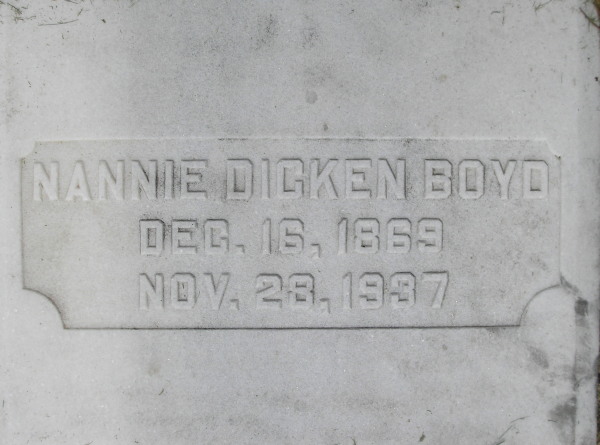 NANNIE DICKEN BOYD
DEC. 16, 1869
NOV. 28, 1937